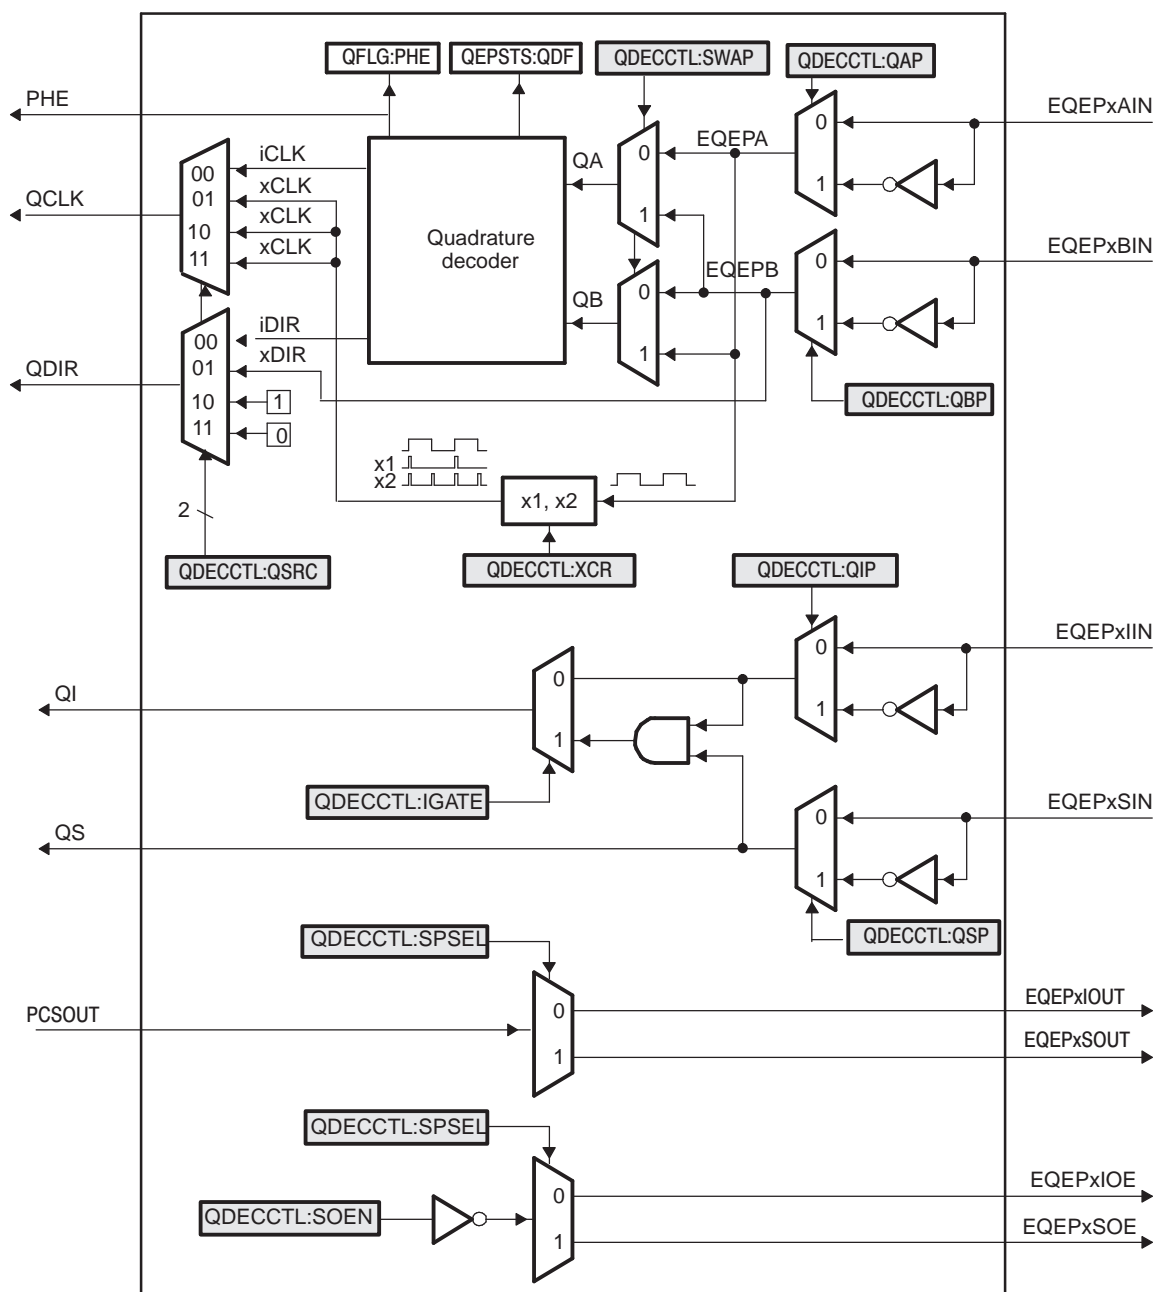 QFLG:PHE
QEPSTS:QDF
QDECCTL:SWAP
QDECCTL:QAP
PHE
EQEPxAIN
0
EQEPA
iCLK
QA
0
00
xCLK
1
01
QCLK
xCLK
1
10
xCLK
11
Quadrature
decoder
EQEPxBIN
0
EQEPB
0
QB
1
iDIR
00
xDIR
1
01
QDIR
10
1
QDECCTL:QBP
11
0
x1
x2
x1, x2
2
QDECCTL:QSRC
QDECCTL:XCR
QDECCTL:QIP
EQEPxIIN
0
0
QI
1
1
QDECCTL:IGATE
EQEPxSIN
0
QS
1
QDECCTL:SPSEL
QDECCTL:QSP
EQEPxIOUT
PCSOUT
0
EQEPxSOUT
1
QDECCTL:SPSEL
EQEPxIOE
0
QDECCTL:SOEN
EQEPxSOE
1